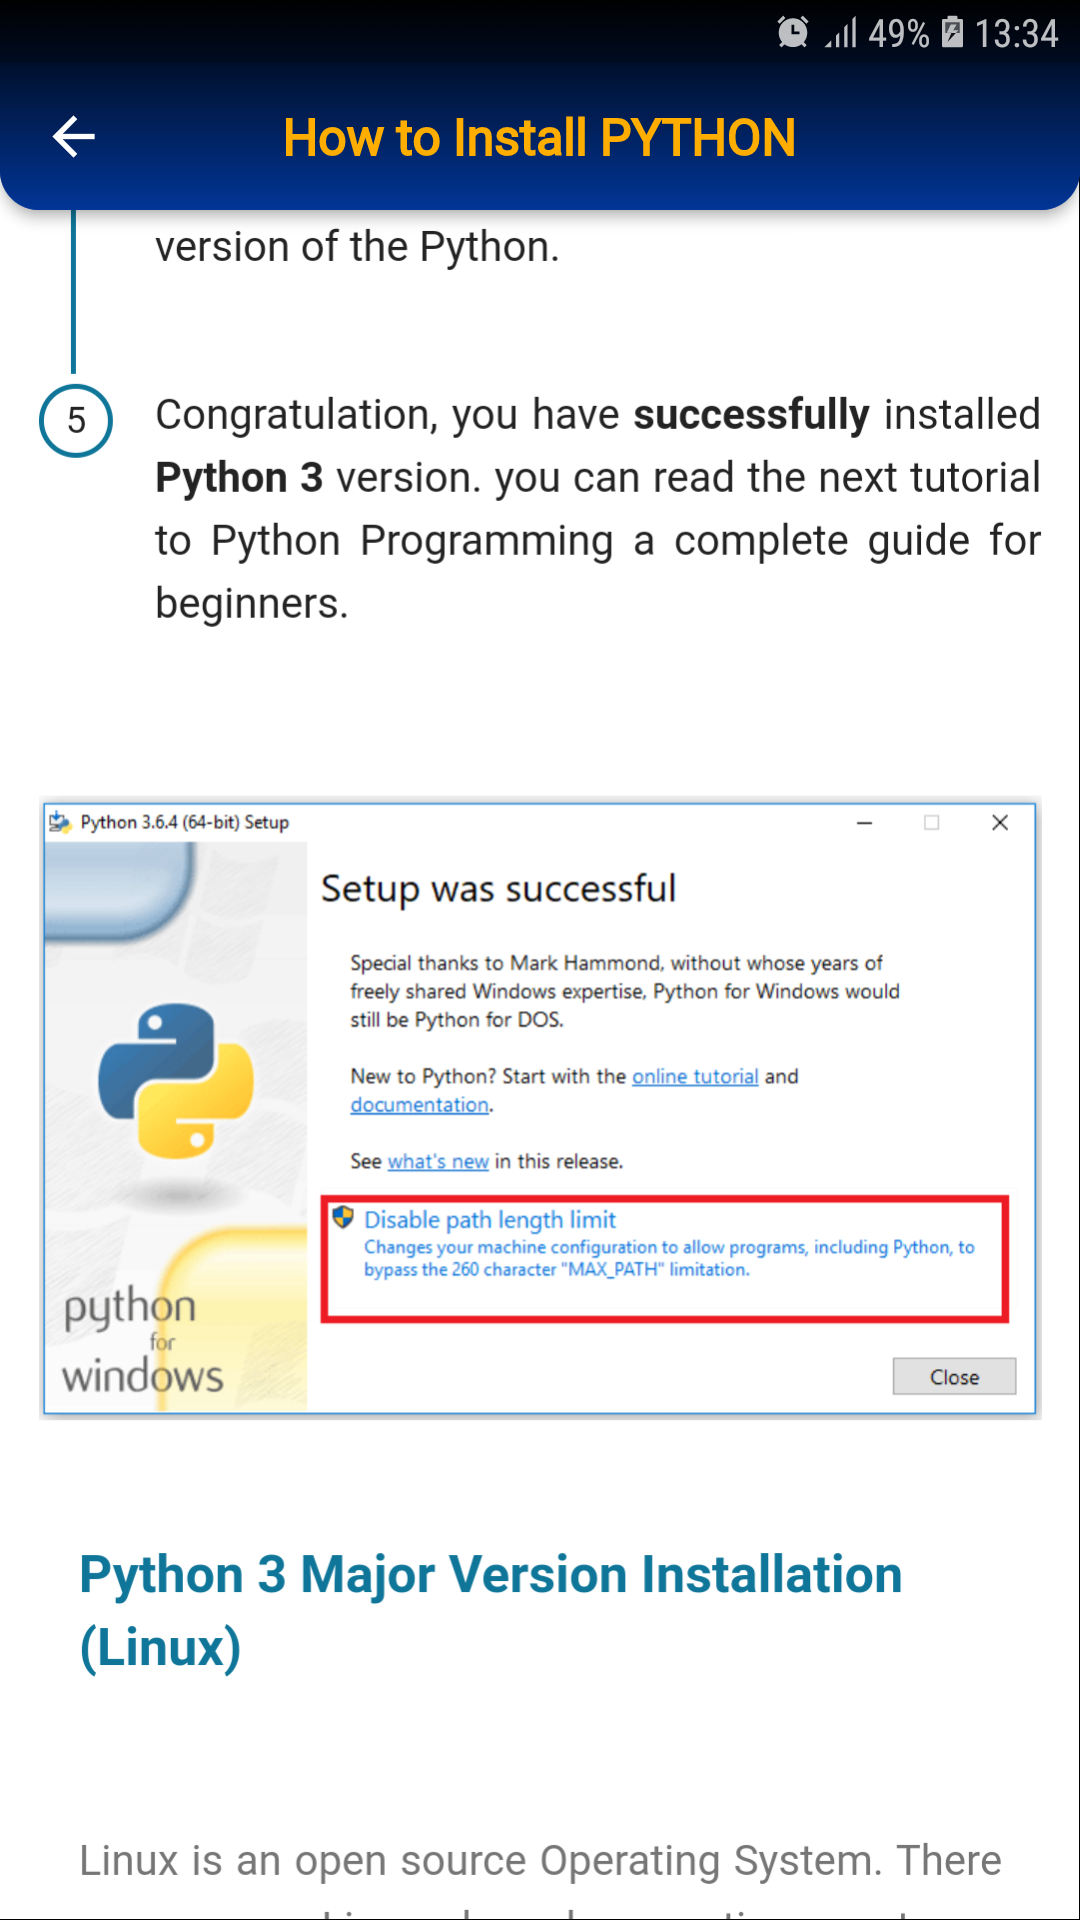 49% 13:34
How to Install PYTHON
version of the Python.
5
Congratulation, you have successfully installed
Python 3 version. you can read the next tutorial
to Python Programming a complete guide for
beginners.
Python 3.6.4 (64-bit) Setup
Setup was successful
Special thanks to Mark Hammond, without whose years of
freely shared Windows expertise, Python for Windows would
still be Python for DOS.
New to Python? Start with the online tutorial and
documentation.
See what's new in this release.
Disable path length limit
Changes your machine configuration to allow programs, including Python, to
bypass the 260 character "MAX_PATH" limitation.
python
for
windows
Close
Python 3 Major Version Installation
(Linux)
Linux is an open source Operating System. There